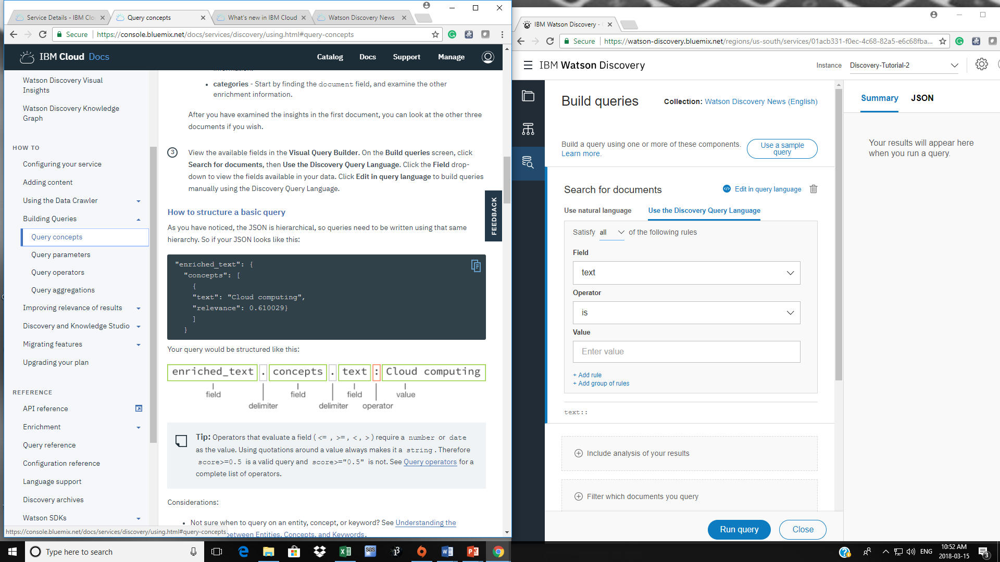 Service Details - IBM Clo
Query concepts
What's new in IBM Cloud
Watson Discovery News
Secure
https://console.bluemix.net/docs/services/discovery/using.html#query-concepts
IBM Cloud Docs
Catalog
Docs
Support
Manage
Watson Discovery Visual
Insights
Watson Discovery Knowledge
Graph
HOW TO
Configuring your service
Adding content
Using the Data Crawler
Building Queries
Query concepts
Query parameters
Query operators
Query aggregations
Improving relevance of results
Discovery and Knowledge Studio
Migrating features
Upgrading your plan
REFERENCE
API reference
Enrichment
Query reference
Configuration reference
Language support
Discovery archives
Watson SDKs
https://console.bluemix.net/docs/services/discovery/using.html#query-concepts
information.
• categories - Start by finding the document field, and examine the other
enrichment information.
After you have examined the insights in the first document, you can look at the other three
documents if you wish.
3
View the available fields in the Visual Query Builder. On the Build queries screen, click
Search for documents, then Use the Discovery Query Language. Click the Field drop-
down to view the fields available in your data. Click Edit in query language to build queries
manually using the Discovery Query Language.
FEEDBACK
How to structure a basic query
As you have noticed, the JSON is hierarchical, so queries need to be written using that same
hierarchy. So if your JSON looks like this:
"enriched_text": {
"concepts": [
{
"text": "Cloud computing",
"relevance": 0.610029}
]
}
Your query would be structured like this:
enriched_text . concepts . text : Cloud computing
field delimiter field delimiter field operator value
Tip: Operators that evaluate a field ( <= , >= , < , > ) require a number or date
as the value. Using quotations around a value always makes it a string . Therefore
score>=0.5 is a valid query and score>="0.5" is not. See Query operators for a
complete list of operators.
Considerations:
• Not sure when to query on an entity, concept, or keyword? See Understanding the
between Entities, Concepts, and Keywords.
IBM Watson Discovery -
Secure
https://watson-discovery.bluemix.net/regions/us-south/services/01acb331-f0ec-4c68-82a5-e6c68fba...
IBM Watson Discovery
Instance
Discovery-Tutorial-2
Build queries
Collection: Watson Discovery News (English)
Build a query using one or more of these components.
Learn more.
Use a sample
query
Search for documents
Edit in query language
Use natural language
Use the Discovery Query Language
Satisfy all of the following rules
Field
text
Operator
is
Value
Enter value
+ Add rule
+ Add group of rules
text::
Include analysis of your results
Filter which documents you query
Run query
Close
Summary
JSON
Your results will appear here
when you run a query.
Type here to search
sas
ENG
10:52 AM
2018-03-15
3